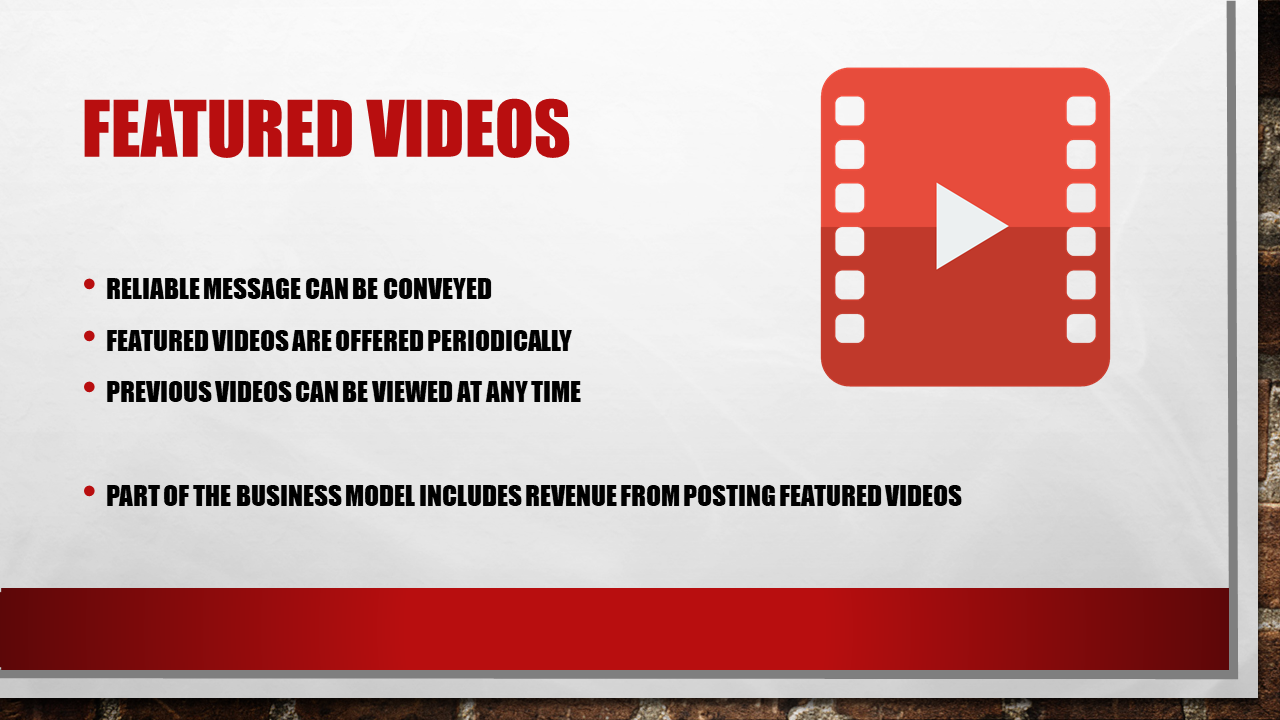 FEATURED VIDEOS
• RELIABLE MESSAGE CAN BE CONVEYED
• FEATURED VIDEOS ARE OFFERED PERIODICALLY
• PREVIOUS VIDEOS CAN BE VIEWED AT ANY TIME
• PART OF THE BUSINESS MODEL INCLUDES REVENUE FROM POSTING FEATURED VIDEOS